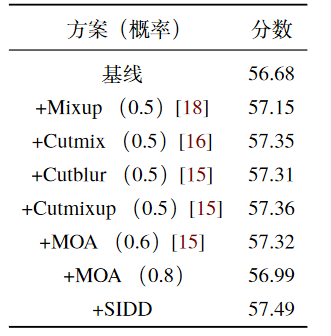 方案（概率） 分数
基线 56.68
+Mixup （0.5）[18] 57.15
+Cutmix （0.5）[16] 57.35
+Cutblur （0.5）[15] 57.31
+Cutmixup （0.5）[15] 57.36
+MOA （0.6）[15] 57.32
+MOA （0.8） 56.99
+SIDD 57.49